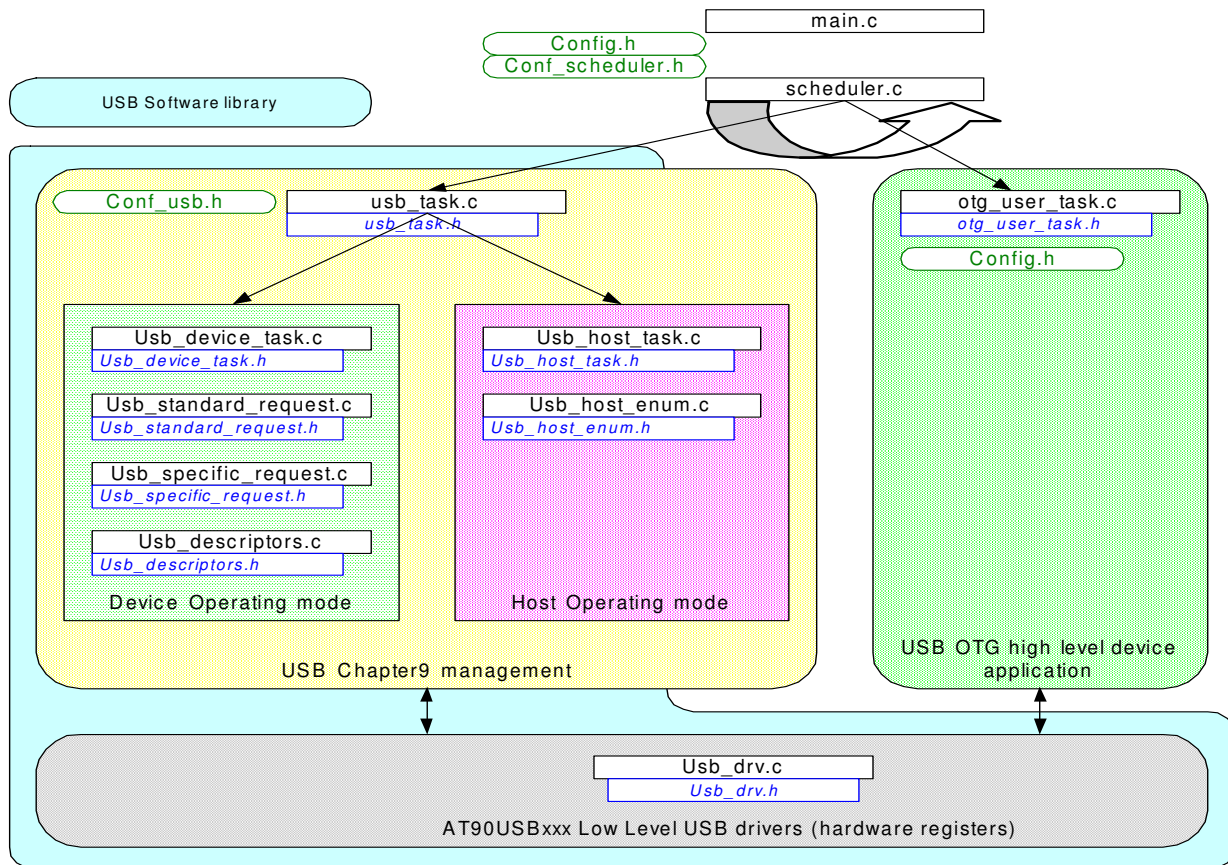 main.c
Config.h
Conf_scheduler.h
scheduler.c
USB Software library
Conf_usb.h
usb_task.c
usb_task.h
otg_user_task.c
otg_user_task.h
Config.h
Usb_device_task.c
Usb_device_task.h
Usb_standard_request.c
Usb_standard_request.h
Usb_specific_request.c
Usb_specific_request.h
Usb_descriptors.c
Usb_descriptors.h
Device Operating mode
Usb_host_task.c
Usb_host_task.h
Usb_host_enum.c
Usb_host_enum.h
Host Operating mode
USB Chapter9 management
USB OTG high level device
application
Usb_drv.c
Usb_drv.h
AT90USBxxx Low Level USB drivers (hardware registers)